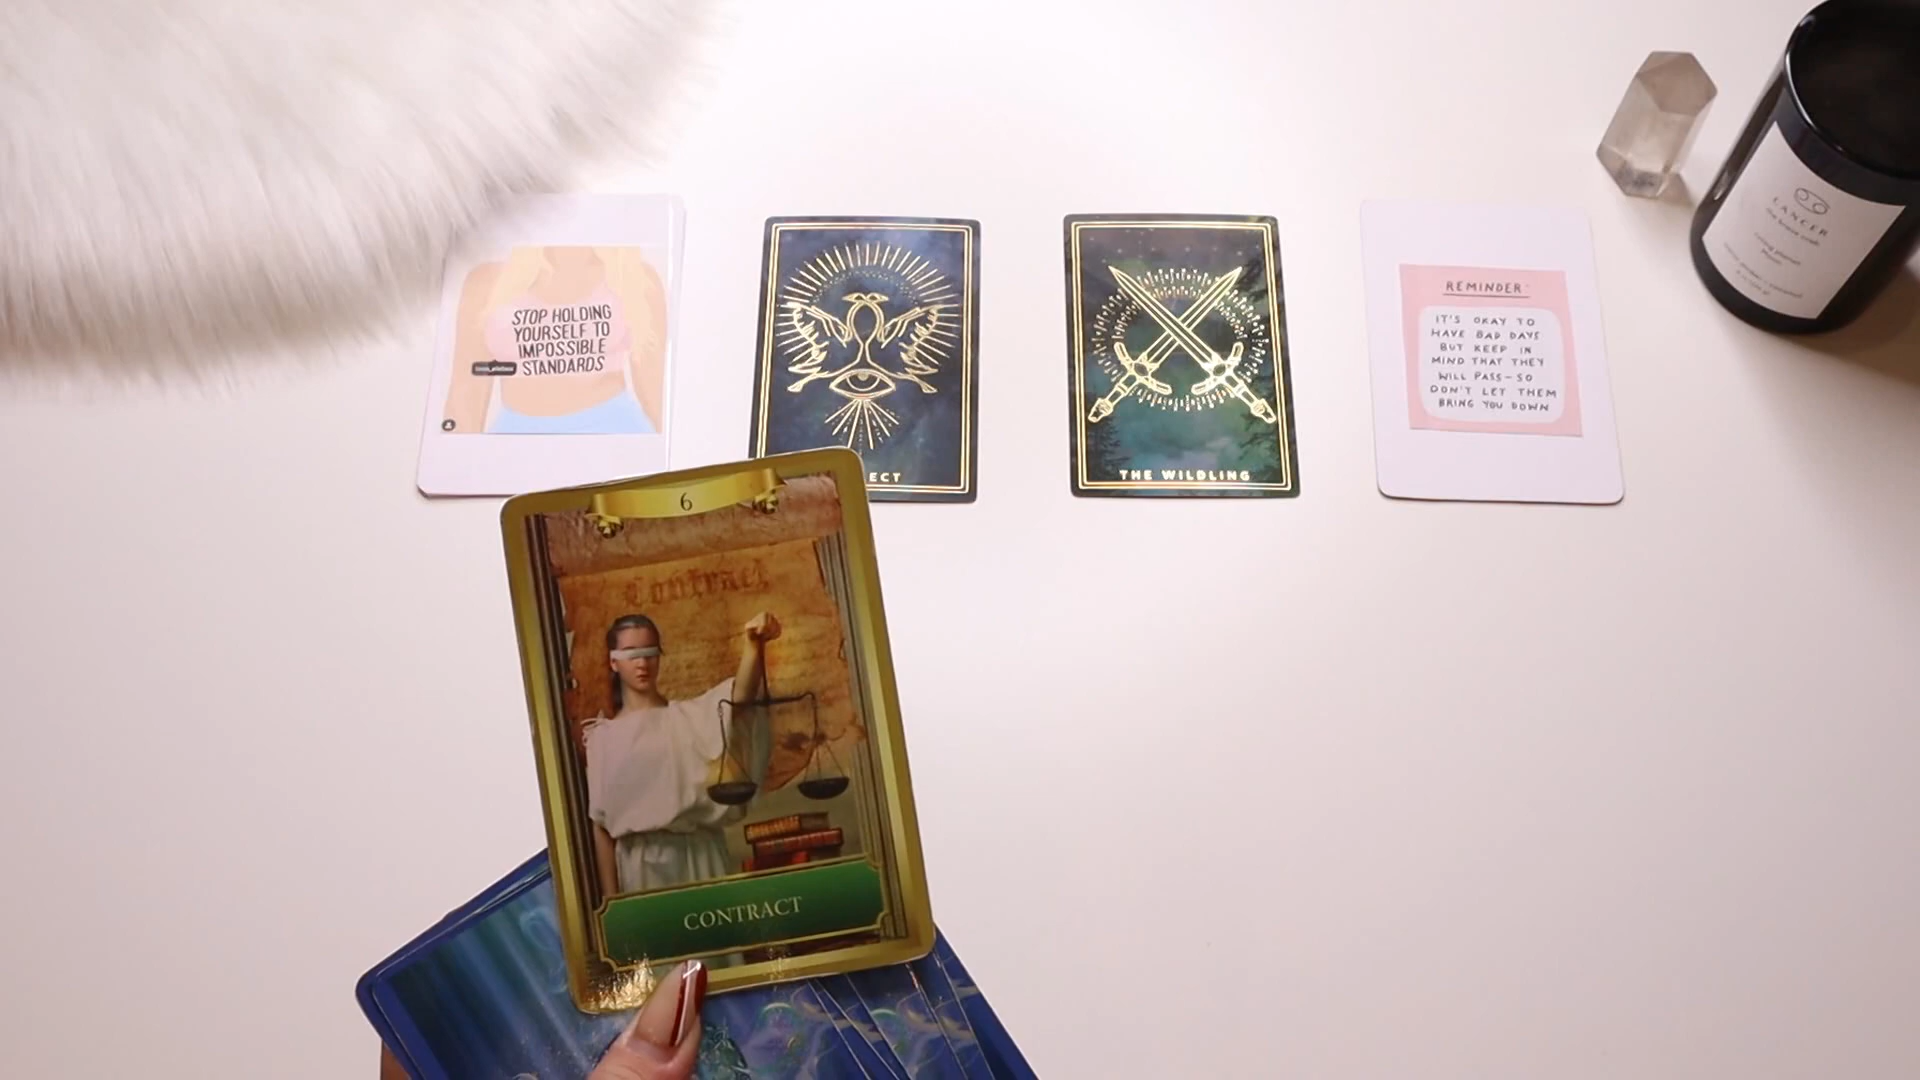 STOP HOLDING
YOURSELF TO
IMPOSSIBLE
STANDARDS
ECT
THE WILDLING
REMINDER
IT'S OKAY TO
HAVE BAD DAYS
BUT KEEP IN
MIND THAT THEY
WILL PASS-SO
DON'T LET THEM
BRING YOU DOWN
CANCER
6
Contract
CONTRACT